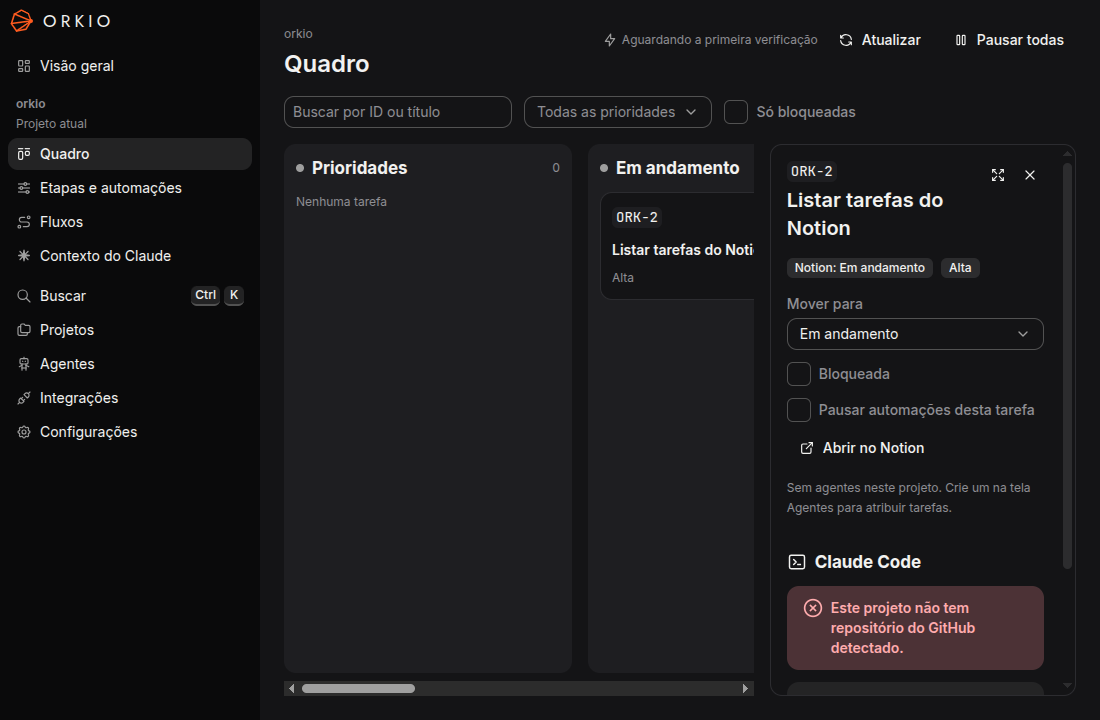 ORKIO
Visão geral
orkio
Projeto atual
Quadro
Etapas e automações
Fluxos
Contexto do Claude
Buscar Ctrl K
Projetos
Agentes
Integrações
Configurações
orkio
Quadro
Aguardando a primeira verificação
Atualizar
Pausar todas
Buscar por ID ou título
Todas as prioridades
Só bloqueadas
Prioridades 0
Nenhuma tarefa
Em andamento
ORK-2
Listar tarefas do Noti
Alta
ORK-2
Listar tarefas do
Notion
Notion: Em andamento
Alta
Mover para
Em andamento
Bloqueada
Pausar automações desta tarefa
Abrir no Notion
Sem agentes neste projeto. Crie um na tela
Agentes para atribuir tarefas.
Claude Code
Este projeto não tem
repositório do GitHub
detectado.